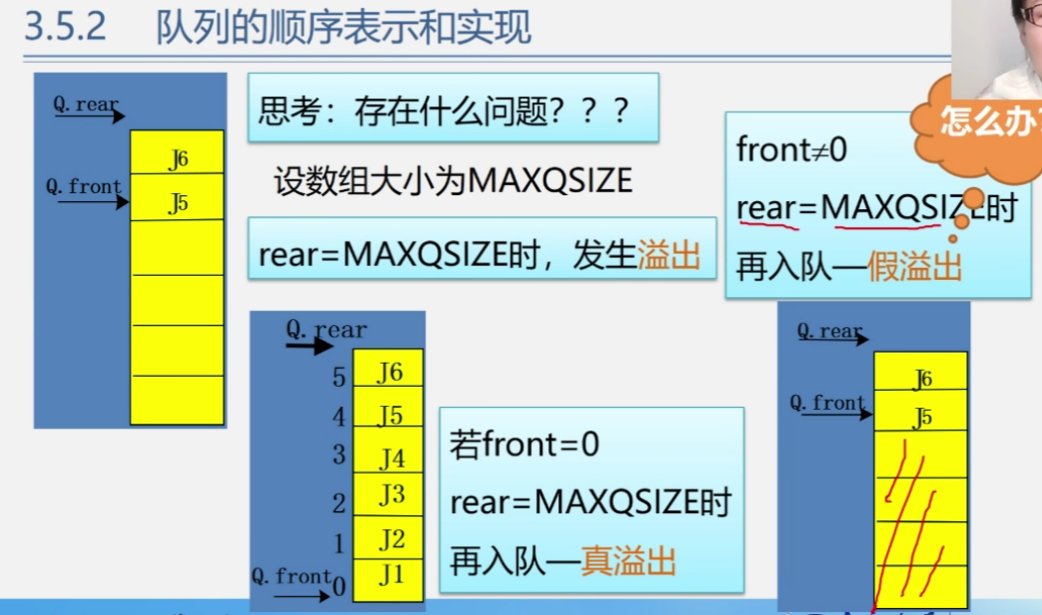 3.5.2 队列的顺序表示和实现
Q.rear
J6
Q.front
J5
思考：存在什么问题？？？
设数组大小为MAXQSIZE
rear=MAXQSIZE时，发生溢出
怎么办
front≠0
rear=MAXQSIZE时
再入队—假溢出
Q.rear
5 J6
4 J5
3 J4
2 J3
1 J2
Q.front 0 J1
若front=0
rear=MAXQSIZE时
再入队—真溢出
Q.rear
J6
Q.front
J5